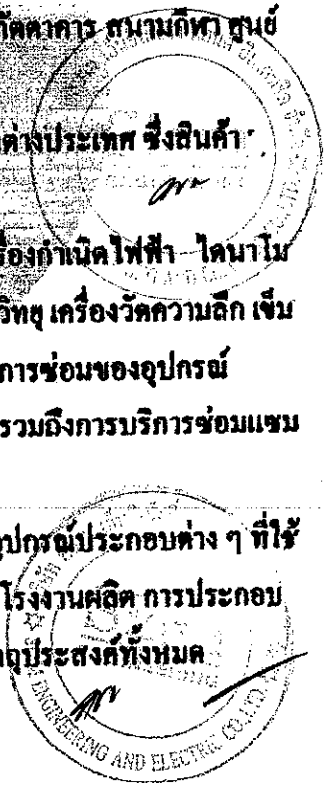 ภัตตาคาร สนามกีฬา ศูนย์
ต่างประเทศ ซึ่งสินค้า
เครื่องกำเนิดไฟฟ้า ไดนาโม
วิทยุ เครื่องวัดความลึก เข็ม
การซ่อมของอุปกรณ์
รวมถึงการบริการซ่อมแซม
อุปกรณ์ประกอบต่าง ๆ ที่ใช้
โรงงานผลิต การประกอบ
วัตถุประสงค์ทั้งหมด
ENGINEERING AND ELECTRIC CO.,LTD.